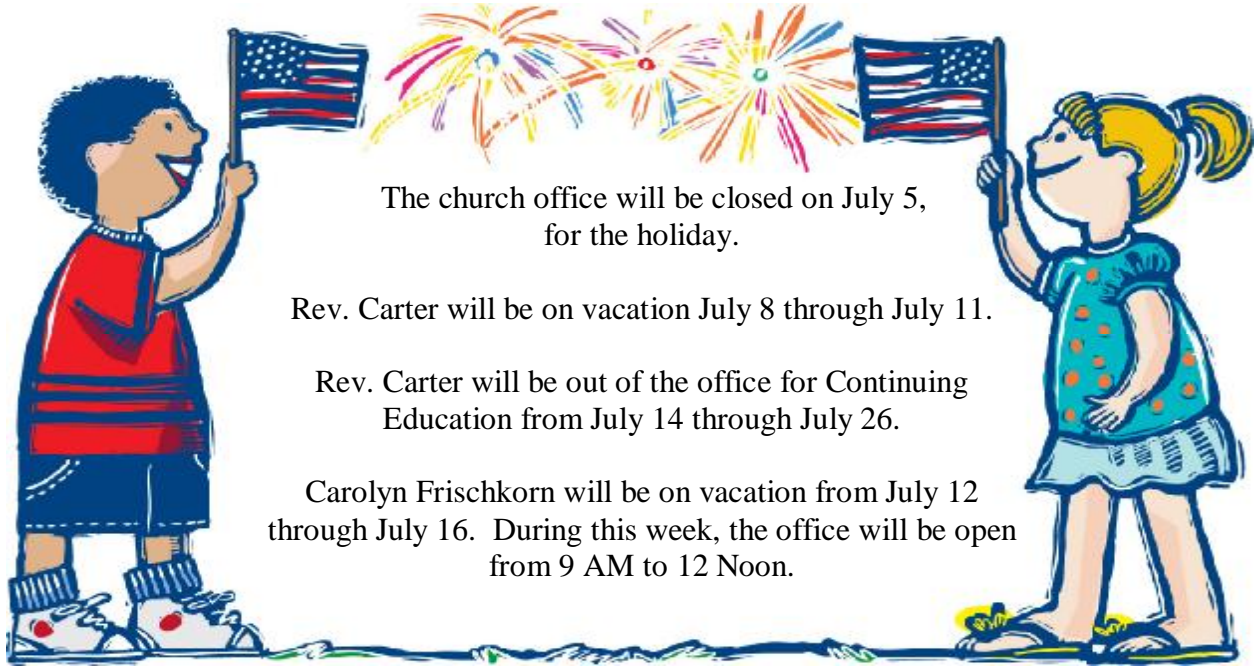 The church office will be closed on July 5,
for the holiday.
Rev. Carter will be on vacation July 8 through July 11.
Rev. Carter will be out of the office for Continuing
Education from July 14 through July 26.
Carolyn Frischkorn will be on vacation from July 12
through July 16.  During this week, the office will be open
from 9 AM to 12 Noon.